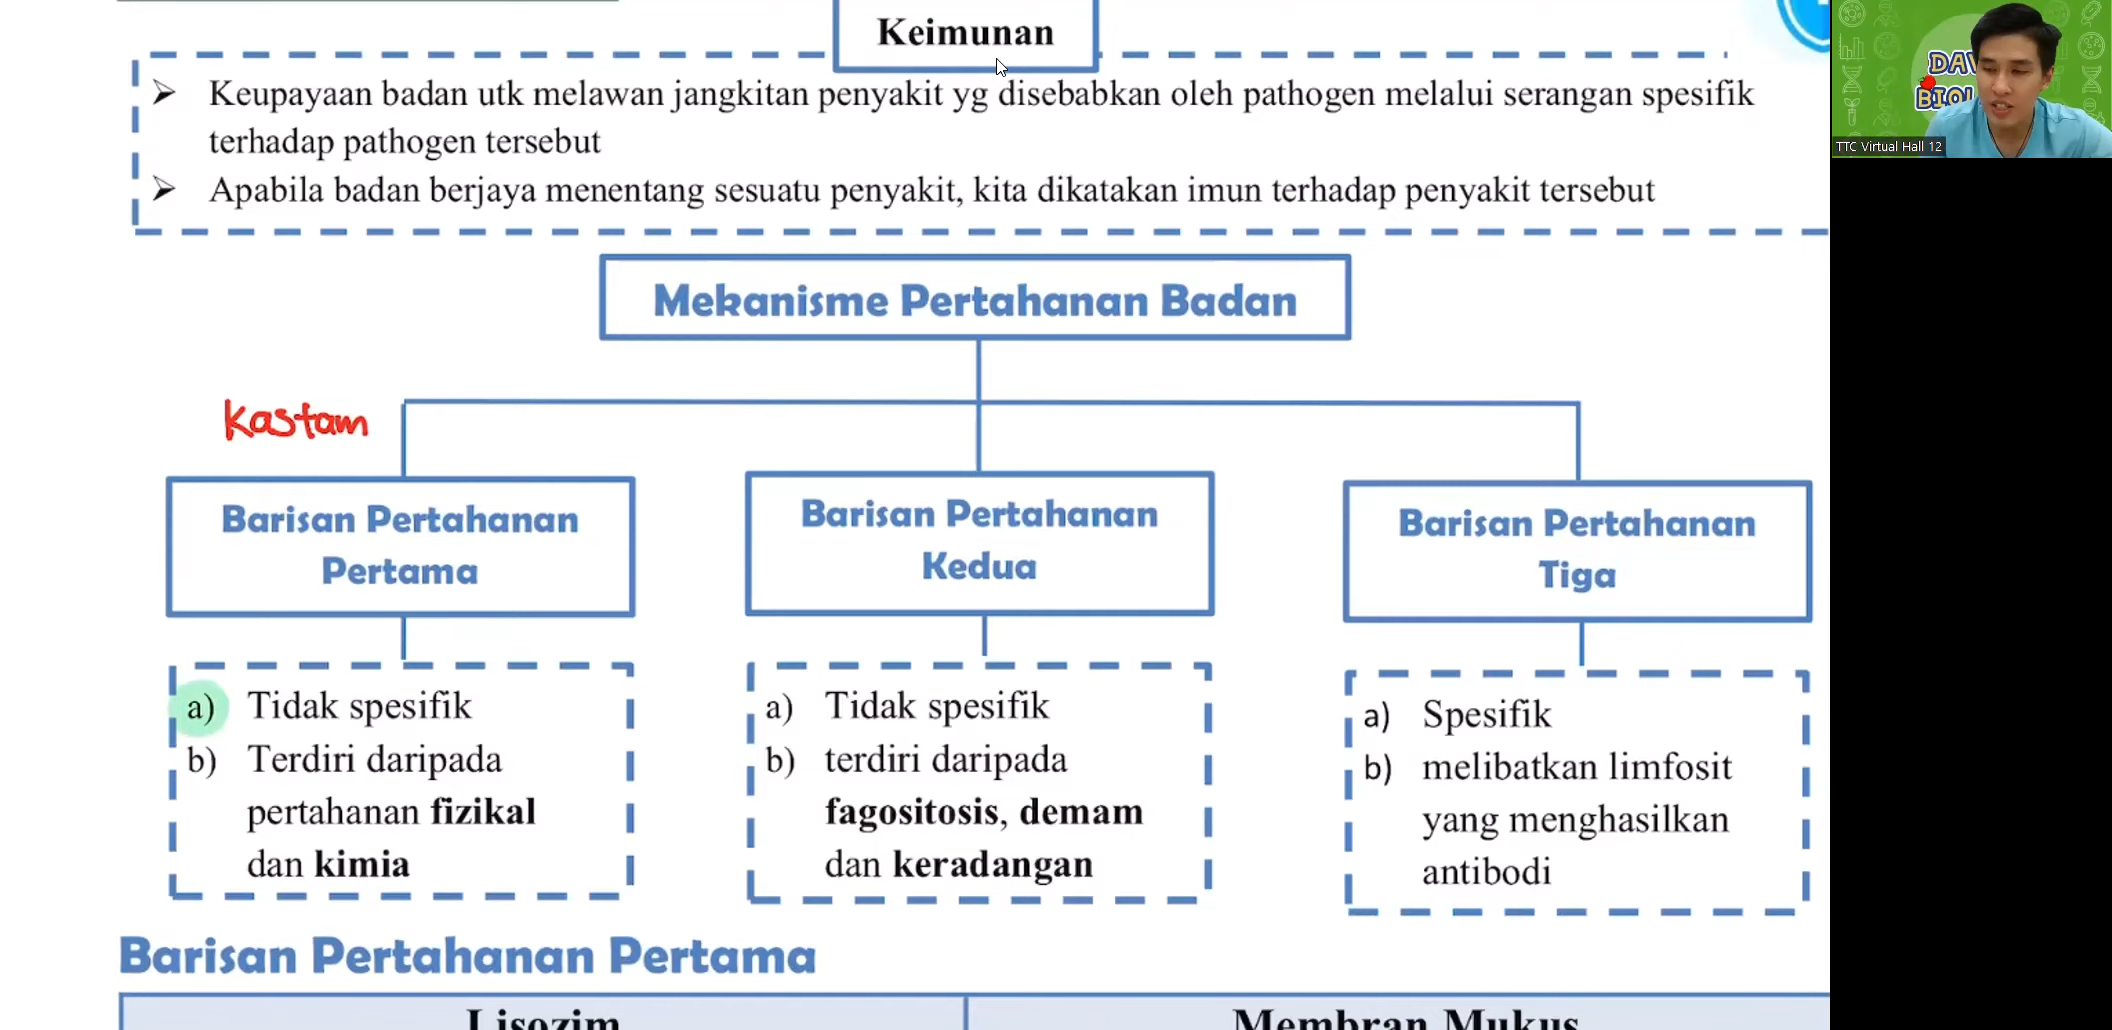 Keimunan
➤ Keupayaan badan utk melawan jangkitan penyakit yg disebabkan oleh pathogen melalui serangan spesifik
terhadap pathogen tersebut
➤ Apabila badan berjaya menentang sesuatu penyakit, kita dikatakan imun terhadap penyakit tersebut
TTC Virtual Hall 12
Mekanisme Pertahanan Badan
Kastam
Barisan Pertahanan
Pertama
a) Tidak spesifik
b) Terdiri daripada
pertahanan fizikal
dan kimia
Barisan Pertahanan
Kedua
a) Tidak spesifik
b) terdiri daripada
fagositosis, demam
dan keradangan
Barisan Pertahanan
Tiga
a) Spesifik
b) melibatkan limfosit
yang menghasilkan
antibodi
Barisan Pertahanan Pertama
Lisozim
Membran Mukus